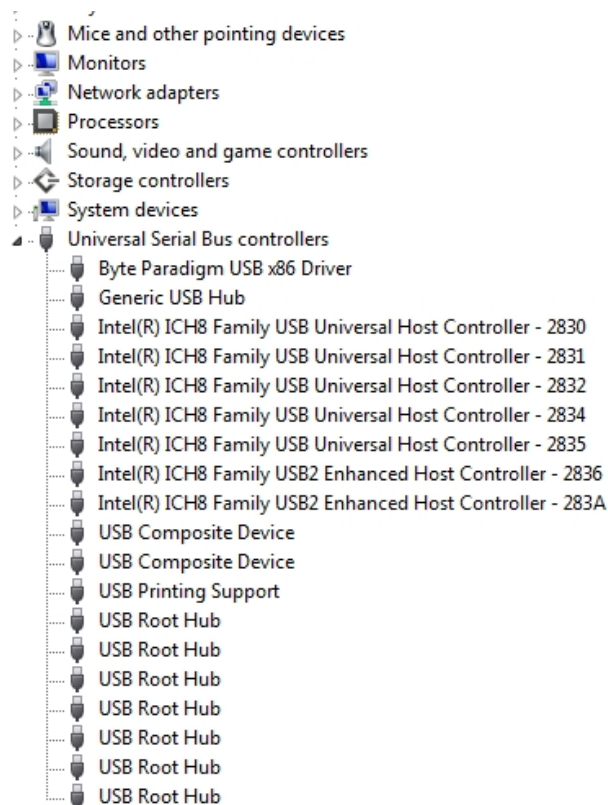 Mice and other pointing devices
Monitors
Network adapters
Processors
Sound, video and game controllers
Storage controllers
System devices
Universal Serial Bus controllers
Byte Paradigm USB x86 Driver
Generic USB Hub
Intel(R) ICH8 Family USB Universal Host Controller - 2830
Intel(R) ICH8 Family USB Universal Host Controller - 2831
Intel(R) ICH8 Family USB Universal Host Controller - 2832
Intel(R) ICH8 Family USB Universal Host Controller - 2834
Intel(R) ICH8 Family USB Universal Host Controller - 2835
Intel(R) ICH8 Family USB2 Enhanced Host Controller - 2836
Intel(R) ICH8 Family USB2 Enhanced Host Controller - 283A
USB Composite Device
USB Composite Device
USB Printing Support
USB Root Hub
USB Root Hub
USB Root Hub
USB Root Hub
USB Root Hub
USB Root Hub
USB Root Hub